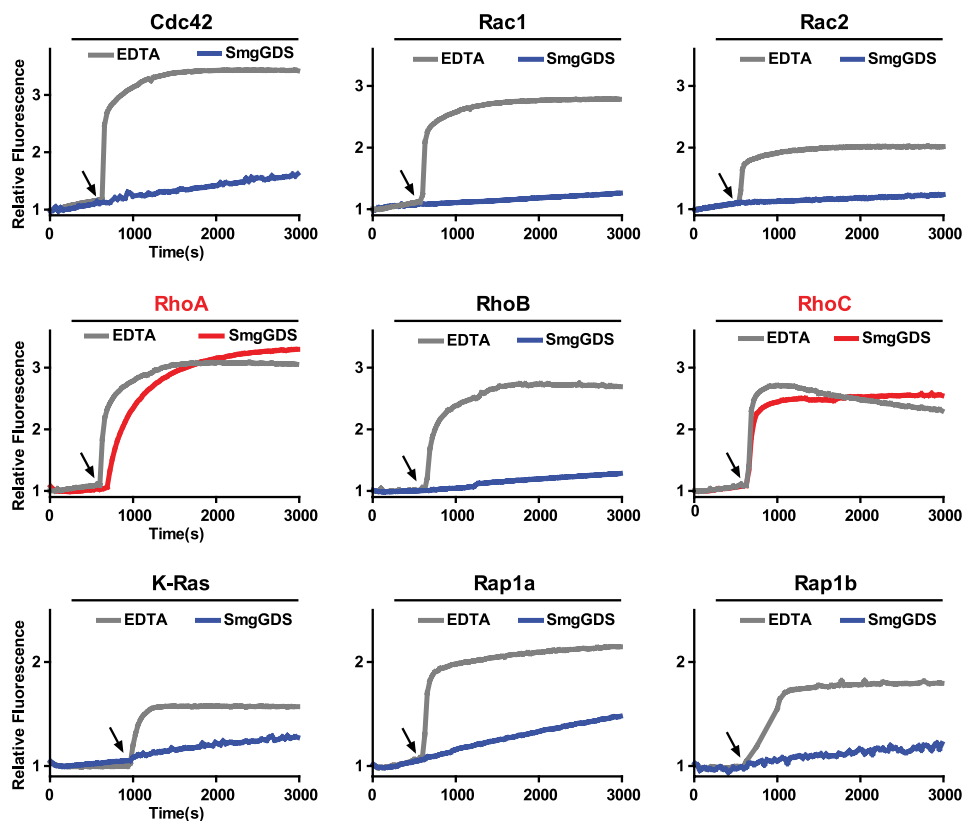 Cdc42 Rac1 Rac2
EDTA SmgGDS EDTA SmgGDS EDTA SmgGDS
Relative Fluorescence
3 3 3
2 2 2
1 1 1
0 1000 2000 3000 0 1000 2000 3000 0 1000 2000 3000
Time(s)
RhoA RhoB RhoC
EDTA SmgGDS EDTA SmgGDS EDTA SmgGDS
Relative Fluorescence
3 3 3
2 2 2
1 1 1
0 1000 2000 3000 0 1000 2000 3000 0 1000 2000 3000
Time(s)
K-Ras Rap1a Rap1b
EDTA SmgGDS EDTA SmgGDS EDTA SmgGDS
Relative Fluorescence
2 2 2
1 1 1
0 1000 2000 3000 0 1000 2000 3000 0 1000 2000 3000
Time(s)